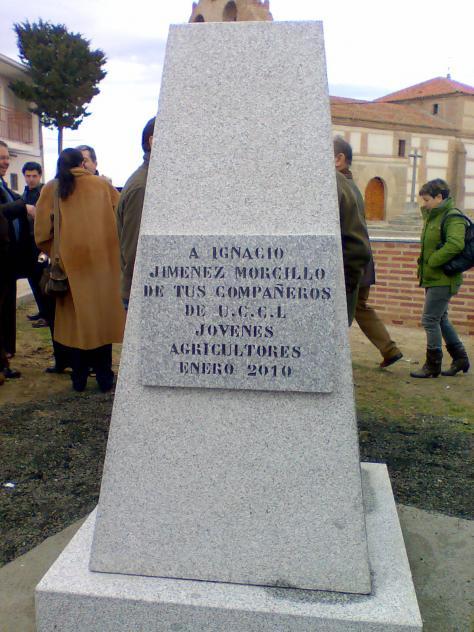 A IGNACIO
JIMENEZ MORCILLO
DE TUS COMPAÑEROS
DE U.C.C.L
JOVENES
AGRICULTORES
ENERO 2010